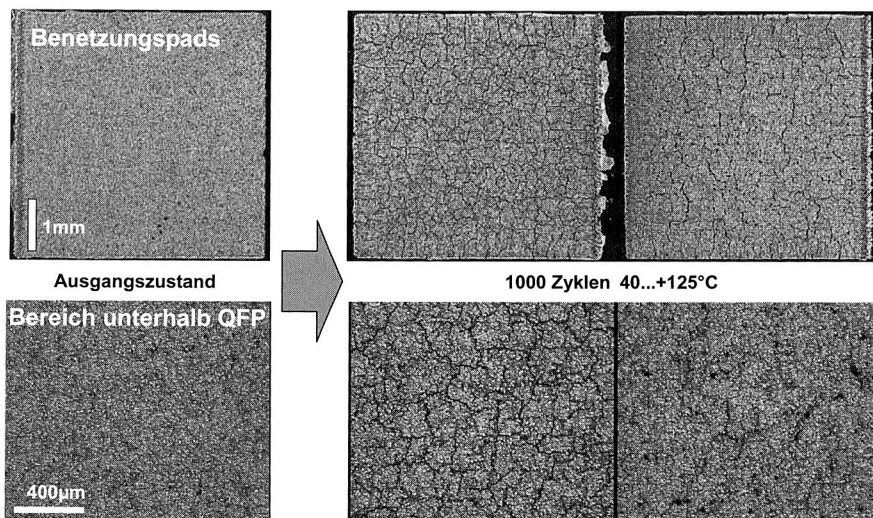 Benetzungspads
1mm
Ausgangszustand
1000 Zyklen 40...+125°C
Bereich unterhalb QFP
400µm